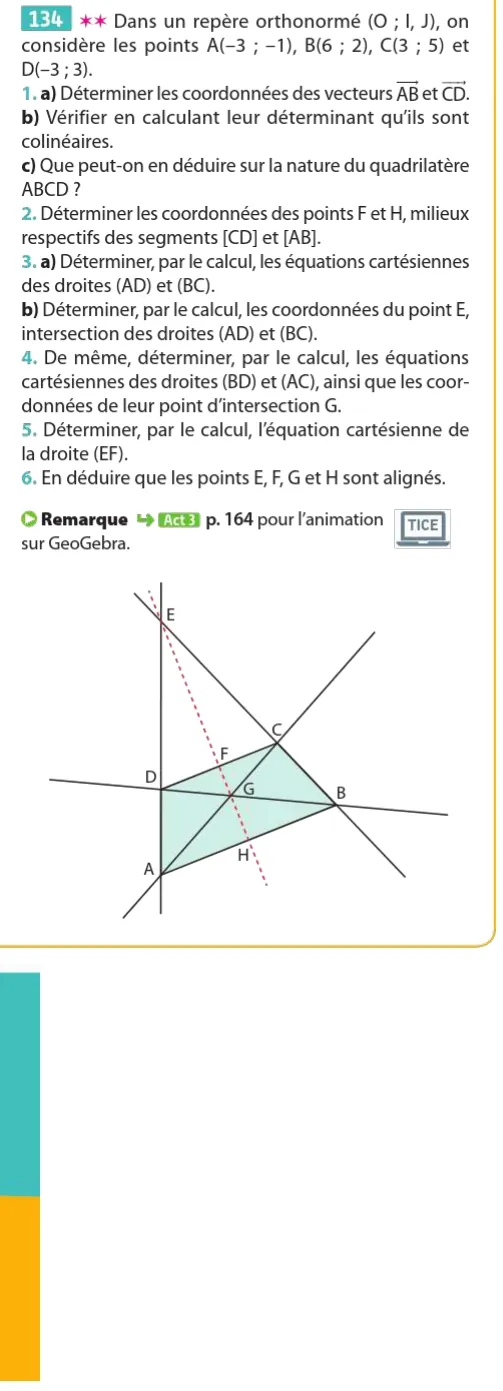 134 ✶✶ Dans un repère orthonormé (O ; I, J), on
considère les points A(–3 ; –1), B(6 ; 2), C(3 ; 5) et
D(–3 ; 3).
1. a) Déterminer les coordonnées des vecteurs AB et CD.
b) Vérifier en calculant leur déterminant qu’ils sont
colinéaires.
c) Que peut-on en déduire sur la nature du quadrilatère
ABCD ?
2. Déterminer les coordonnées des points F et H, milieux
respectifs des segments [CD] et [AB].
3. a) Déterminer, par le calcul, les équations cartésiennes
des droites (AD) et (BC).
b) Déterminer, par le calcul, les coordonnées du point E,
intersection des droites (AD) et (BC).
4. De même, déterminer, par le calcul, les équations
cartésiennes des droites (BD) et (AC), ainsi que les coor-
données de leur point d’intersection G.
5. Déterminer, par le calcul, l’équation cartésienne de
la droite (EF).
6. En déduire que les points E, F, G et H sont alignés.
Remarque Act 3 p. 164 pour l’animation
sur GeoGebra.
TICE
E
C
F
D
G
B
H
A